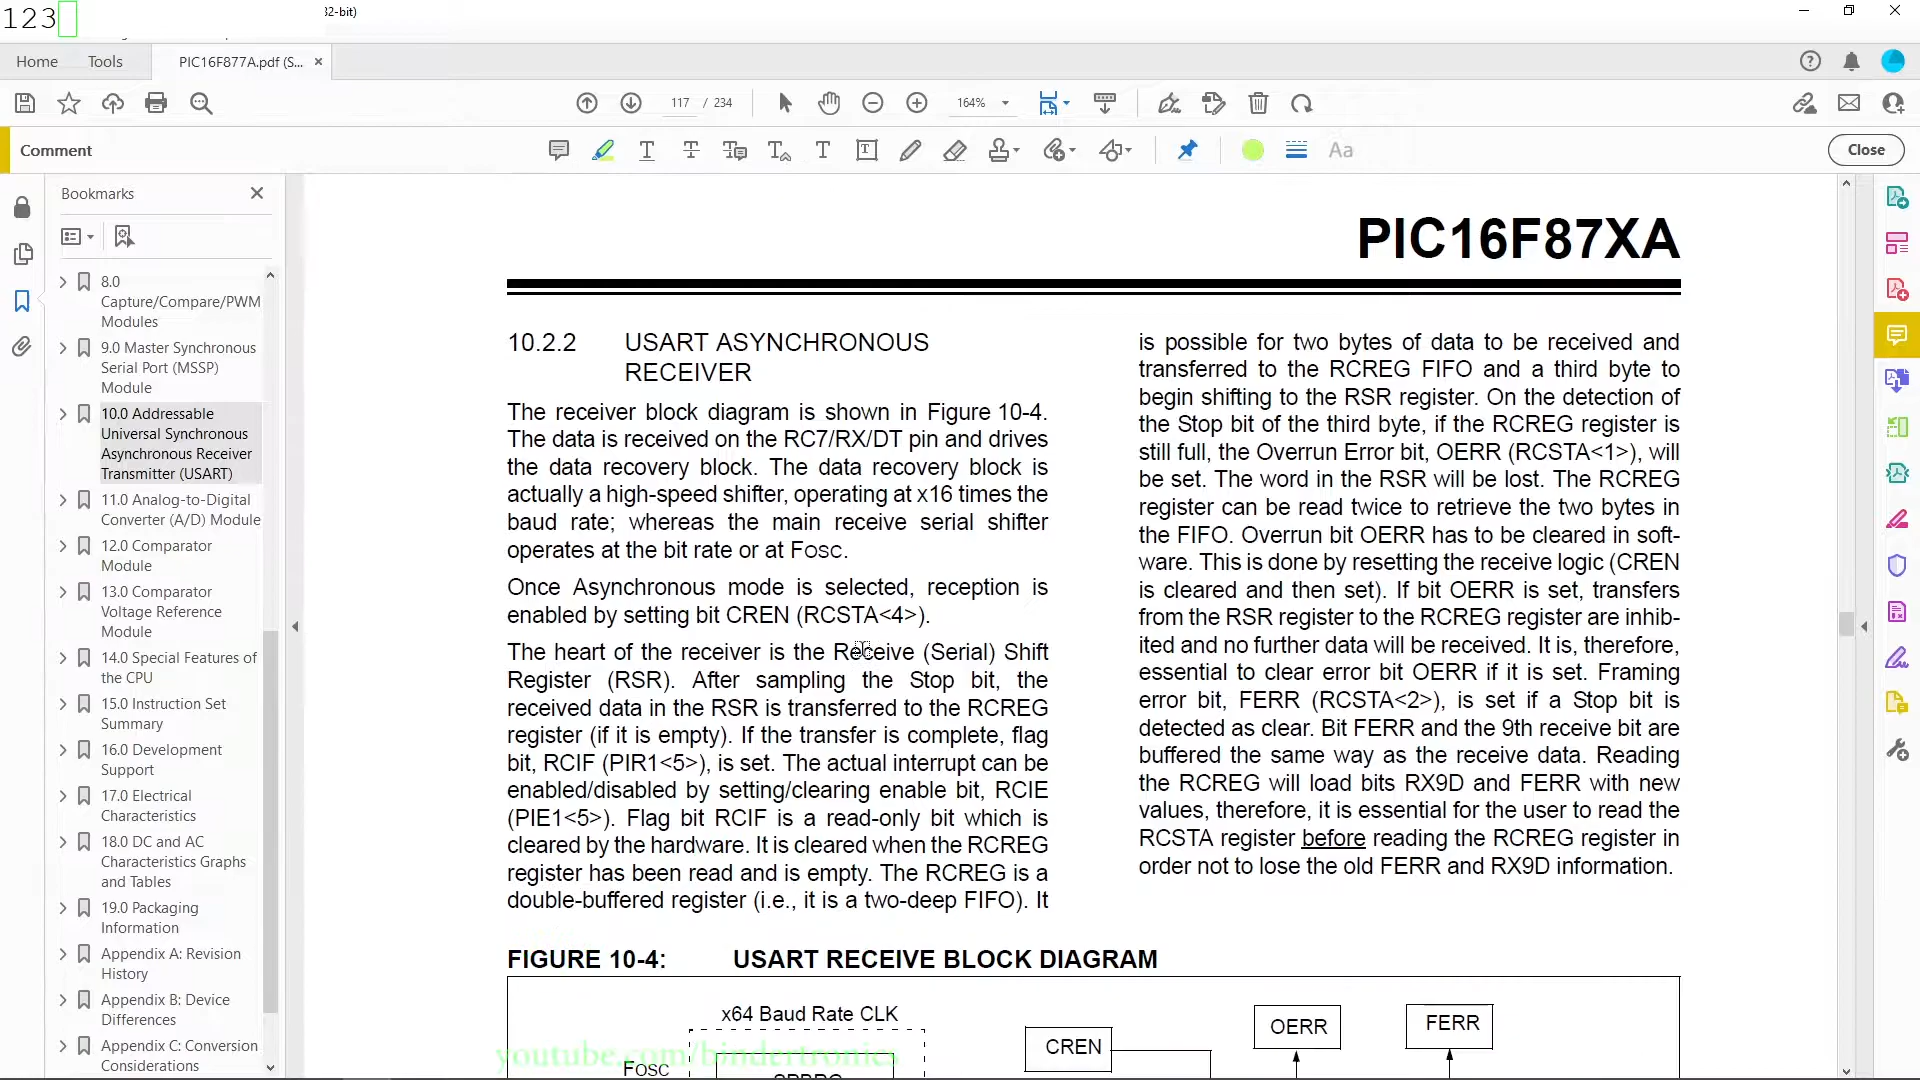 123
32-bit)
Home
Tools
PIC16F877A.pdf (S...
117 / 234
164%
Comment
Aa
Close
Bookmarks
8.0
Capture/Compare/PWM
Modules
9.0 Master Synchronous
Serial Port (MSSP)
Module
10.0 Addressable
Universal Synchronous
Asynchronous Receiver
Transmitter (USART)
11.0 Analog-to-Digital
Converter (A/D) Module
12.0 Comparator
Module
13.0 Comparator
Voltage Reference
Module
14.0 Special Features of
the CPU
15.0 Instruction Set
Summary
16.0 Development
Support
17.0 Electrical
Characteristics
18.0 DC and AC
Characteristics Graphs
and Tables
19.0 Packaging
Information
Appendix A: Revision
History
Appendix B: Device
Differences
Appendix C: Conversion
Considerations
PIC16F87XA
10.2.2 USART ASYNCHRONOUS
RECEIVER
The receiver block diagram is shown in Figure 10-4.
The data is received on the RC7/RX/DT pin and drives
the data recovery block. The data recovery block is
actually a high-speed shifter, operating at x16 times the
baud rate; whereas the main receive serial shifter
operates at the bit rate or at FOSC.
Once Asynchronous mode is selected, reception is
enabled by setting bit CREN (RCSTA<4>).
The heart of the receiver is the Receive (Serial) Shift
Register (RSR). After sampling the Stop bit, the
received data in the RSR is transferred to the RCREG
register (if it is empty). If the transfer is complete, flag
bit, RCIF (PIR1<5>), is set. The actual interrupt can be
enabled/disabled by setting/clearing enable bit, RCIE
(PIE1<5>). Flag bit RCIF is a read-only bit which is
cleared by the hardware. It is cleared when the RCREG
register has been read and is empty. The RCREG is a
double-buffered register (i.e., it is a two-deep FIFO). It
is possible for two bytes of data to be received and
transferred to the RCREG FIFO and a third byte to
begin shifting to the RSR register. On the detection of
the Stop bit of the third byte, if the RCREG register is
still full, the Overrun Error bit, OERR (RCSTA<1>), will
be set. The word in the RSR will be lost. The RCREG
register can be read twice to retrieve the two bytes in
the FIFO. Overrun bit OERR has to be cleared in soft-
ware. This is done by resetting the receive logic (CREN
is cleared and then set). If bit OERR is set, transfers
from the RSR register to the RCREG register are inhib-
ited and no further data will be received. It is, therefore,
essential to clear error bit OERR if it is set. Framing
error bit, FERR (RCSTA<2>), is set if a Stop bit is
detected as clear. Bit FERR and the 9th receive bit are
buffered the same way as the receive data. Reading
the RCREG will load bits RX9D and FERR with new
values, therefore, it is essential for the user to read the
RCSTA register before reading the RCREG register in
order not to lose the old FERR and RX9D information.
FIGURE 10-4: USART RECEIVE BLOCK DIAGRAM
x64 Baud Rate CLK
OERR
FERR
CREN
FOSC
youtube.com/bindertronics